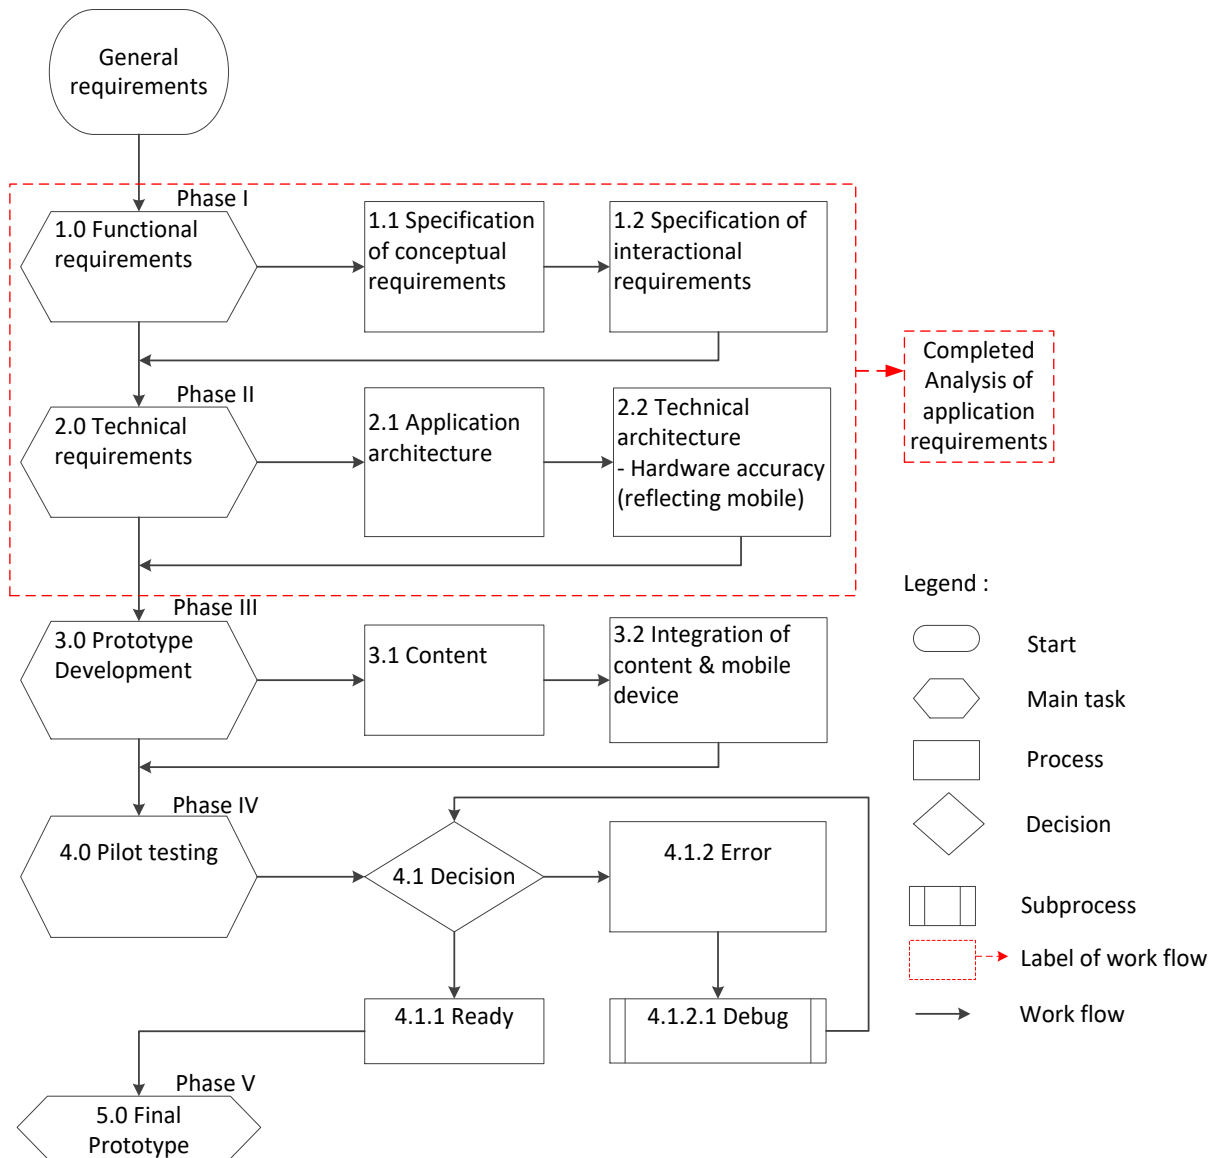 General
requirements
Phase I
1.0 Functional
requirements
1.1 Specification
of conceptual
requirements
1.2 Specification of
interactional
requirements
Completed
Analysis of
application
requirements
Phase II
2.0 Technical
requirements
2.1 Application
architecture
2.2 Technical
architecture
- Hardware accuracy
(reflecting mobile)
Phase III
3.0 Prototype
Development
3.1 Content
3.2 Integration of
content & mobile
device
Phase IV
4.0 Pilot testing
4.1 Decision
4.1.2 Error
4.1.1 Ready
4.1.2.1 Debug
Phase V
5.0 Final
Prototype
Legend :
Start
Main task
Process
Decision
Subprocess
Label of work flow
Work flow